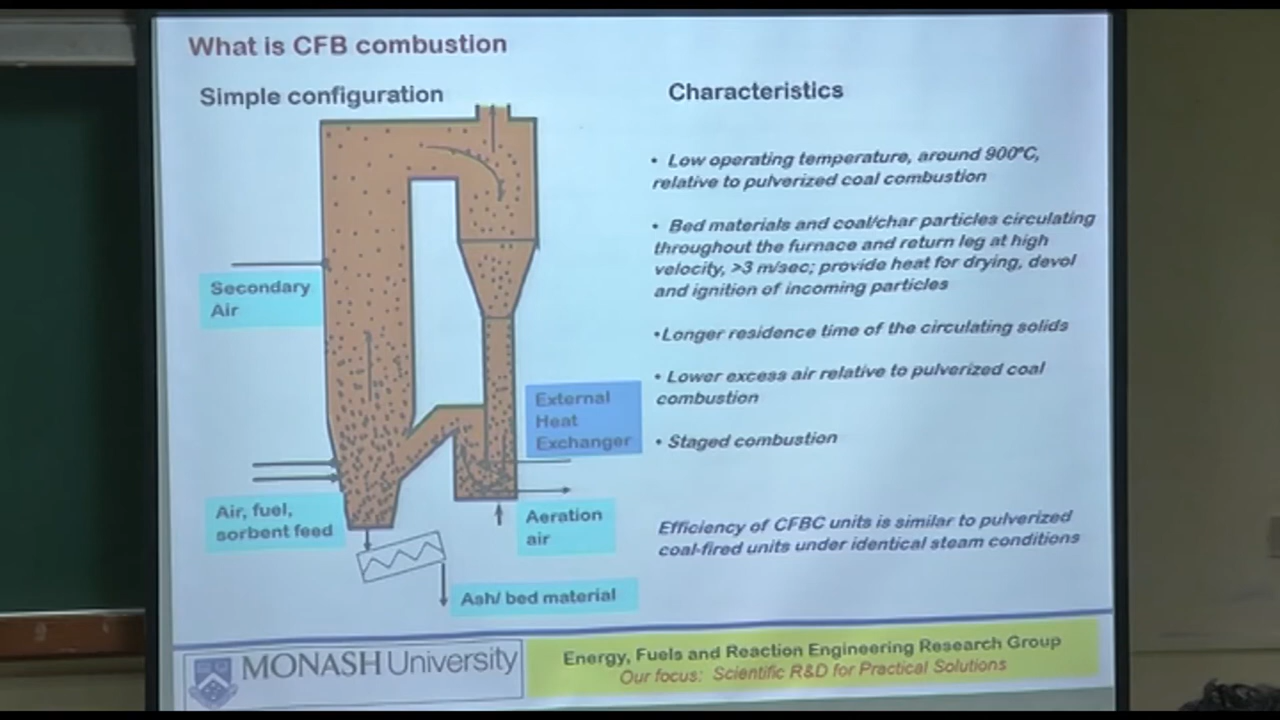 What is CFB combustion
Simple configuration
Secondary
Air
External
Heat
Exchanger
Air, fuel,
sorbent feed
Aeration
air
Ash/ bed material
Characteristics
• Low operating temperature, around 900ºC,
relative to pulverized coal combustion
• Bed materials and coal/char particles circulating
throughout the furnace and return leg at high
velocity, >3 m/sec; provide heat for drying, devol
and ignition of incoming particles
•Longer residence time of the circulating solids
• Lower excess air relative to pulverized coal
combustion
• Staged combustion
Efficiency of CFBC units is similar to pulverized
coal-fired units under identical steam conditions
MONASH University
Energy, Fuels and Reaction Engineering Research Group
Our focus: Scientific R&D for Practical Solutions